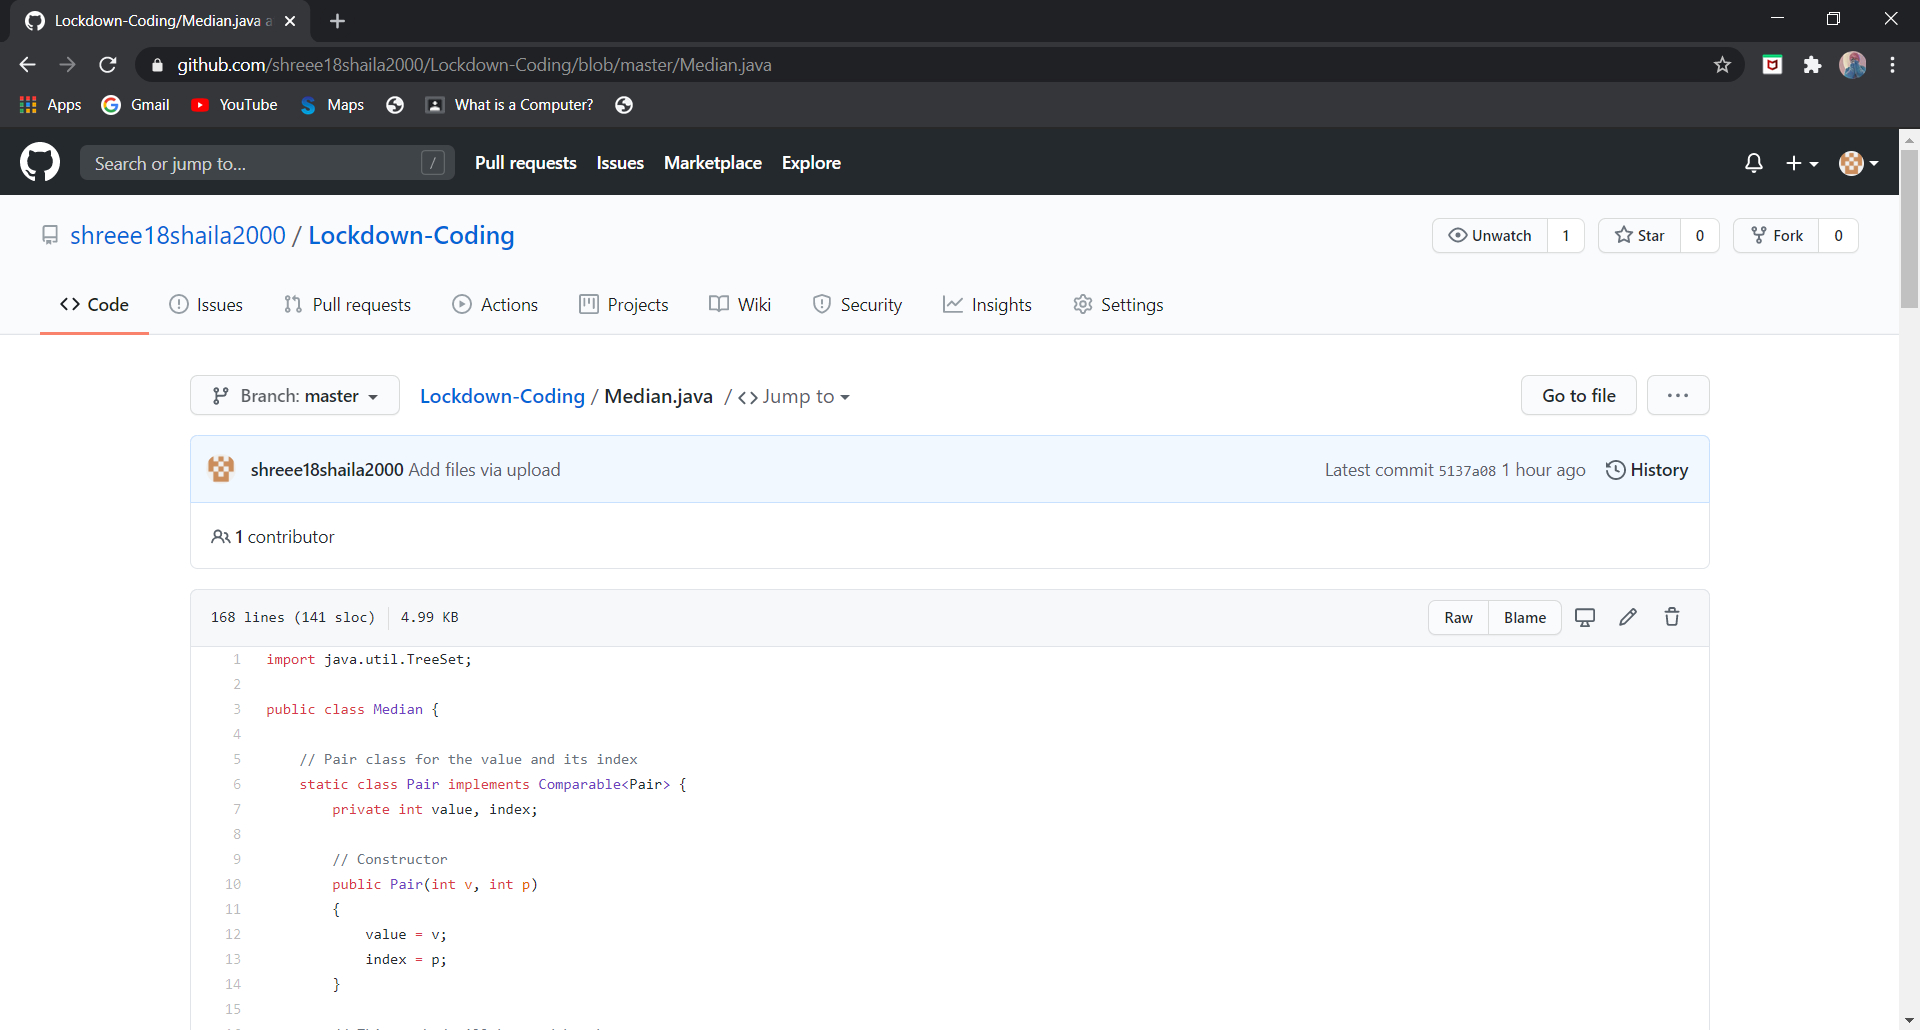 Lockdown-Coding/Median.java a
github.com/shreee18shaila2000/Lockdown-Coding/blob/master/Median.java
Apps Gmail YouTube Maps What is a Computer?
Search or jump to... / Pull requests Issues Marketplace Explore
shreee18shaila2000 / Lockdown-Coding Unwatch 1 Star 0 Fork 0
Code Issues Pull requests Actions Projects Wiki Security Insights Settings
Branch: master Lockdown-Coding / Median.java / <> Jump to Go to file ...
shreee18shaila2000 Add files via upload Latest commit 5137a08 1 hour ago History
1 contributor
168 lines (141 sloc) 4.99 KB Raw Blame
1 import java.util.TreeSet;
2
3 public class Median {
4
5 // Pair class for the value and its index
6 static class Pair implements Comparable<Pair> {
7 private int value, index;
8
9 // Constructor
10 public Pair(int v, int p)
11 {
12 value = v;
13 index = p;
14 }
15